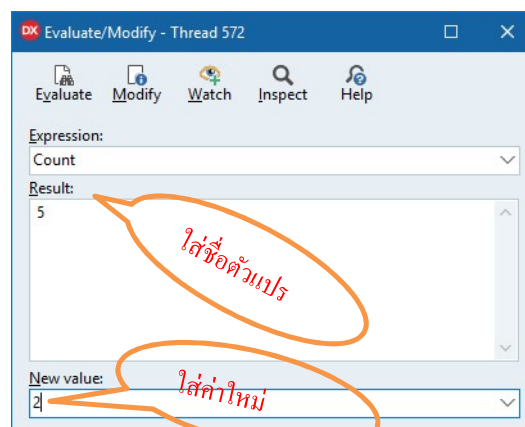 DX Evaluate/Modify - Thread 572
Evaluate Modify Watch Inspect Help
Expression:
Count
Result:
5
ใส่ชื่อตัวแปร
New value:
ใส่ค่าใหม่
2